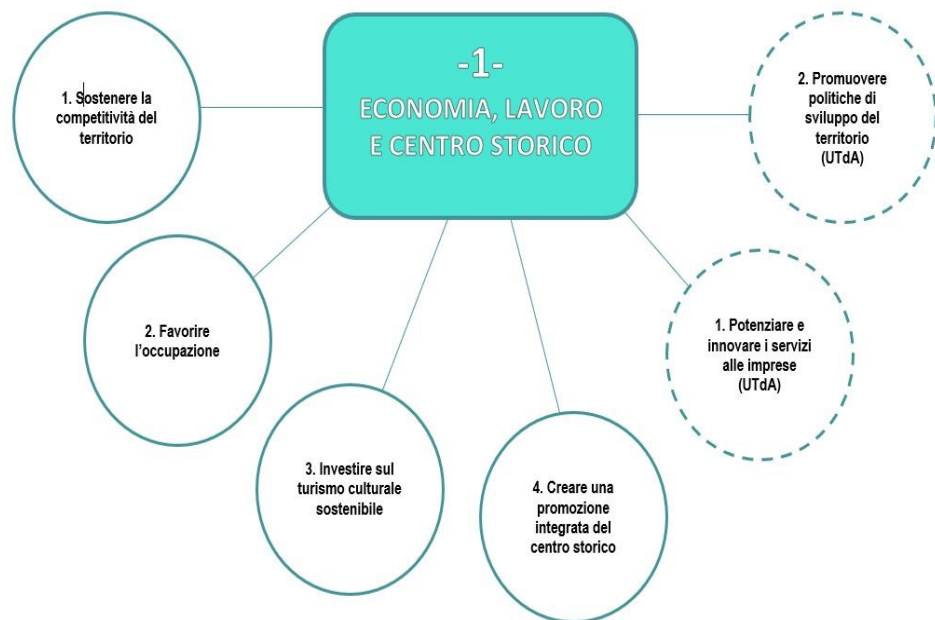 -1-
ECONOMIA, LAVORO
E CENTRO STORICO
1. Sostenere la
competitività del
territorio
2. Favorire
l’occupazione
3. Investire sul
turismo culturale
sostenibile
4. Creare una
promozione
integrata del
centro storico
1. Potenziare e
innovare i servizi
alle imprese
(UTdA)
2. Promuovere
politiche di
sviluppo del
territorio
(UTdA)